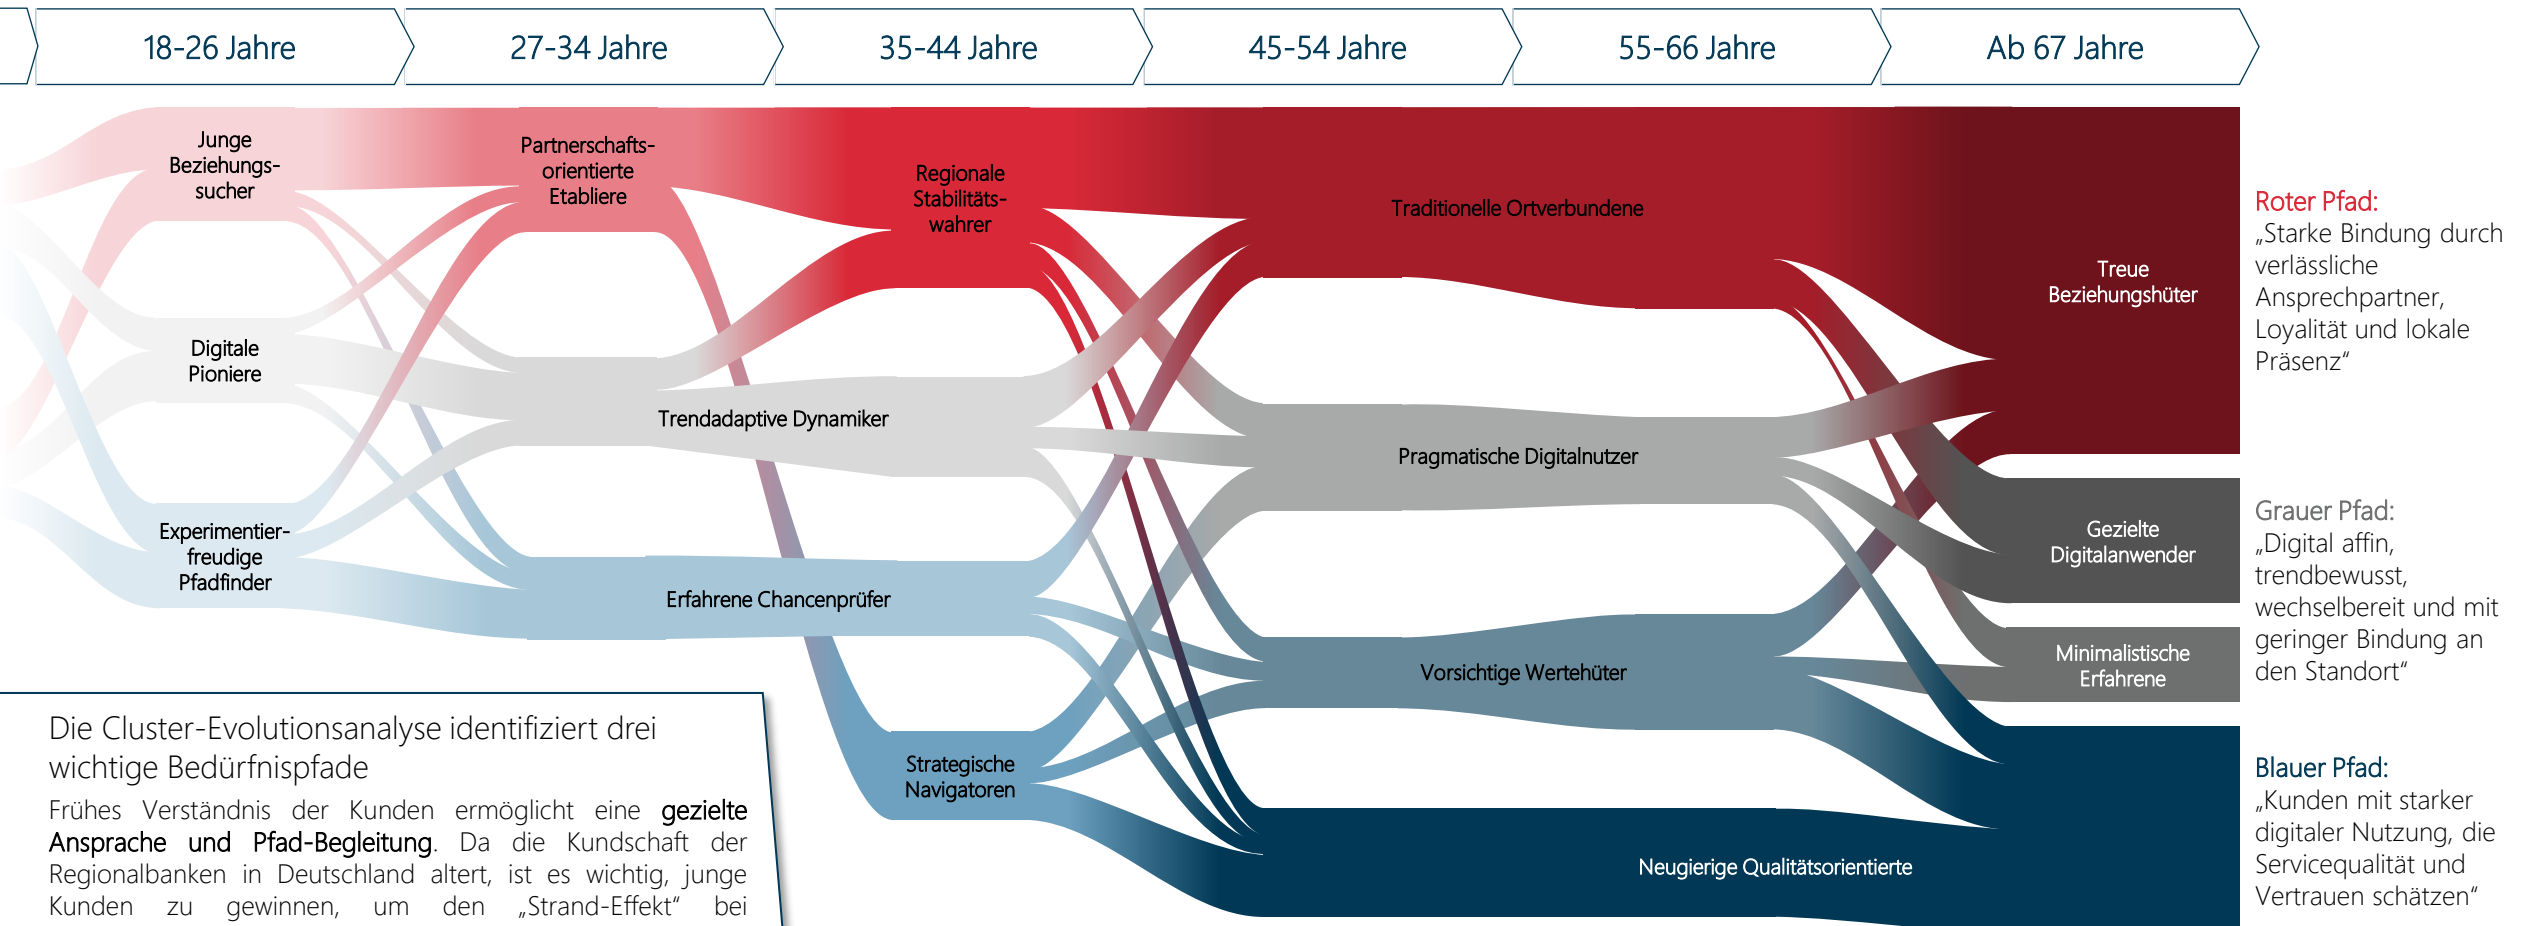 18-26 Jahre
27-34 Jahre
35-44 Jahre
45-54 Jahre
55-66 Jahre
Ab 67 Jahre
Junge
Beziehungs-
sucher
Digitale
Pioniere
Experimentier-
freudige
Pfadfinder
Partnerschafts-
orientierte
Etabliere
Trendadaptive Dynamiker
Erfahrene Chancenprüfer
Regionale
Stabilitäts-
wahrer
Strategische
Navigatoren
Traditionelle Ortverbundene
Pragmatische Digitalnutzer
Vorsichtige Wertehüter
Neugierige Qualitätsorientierte
Treue
Beziehungshüter
Gezielte
Digitalanwender
Minimalistische
Erfahrene
Roter Pfad:
„Starke Bindung durch
verlässliche
Ansprechpartner,
Loyalität und lokale
Präsenz“
Grauer Pfad:
„Digital affin,
trendbewusst,
wechselbereit und mit
geringer Bindung an
den Standort“
Blauer Pfad:
„Kunden mit starker
digitaler Nutzung, die
Servicequalität und
Vertrauen schätzen“
Die Cluster-Evolutionsanalyse identifiziert drei
wichtige Bedürfnispfade
Frühes Verständnis der Kunden ermöglicht eine gezielte
Ansprache und Pfad-Begleitung. Da die Kundschaft der
Regionalbanken in Deutschland altert, ist es wichtig, junge
Kunden zu gewinnen, um den „Strand-Effekt“ bei